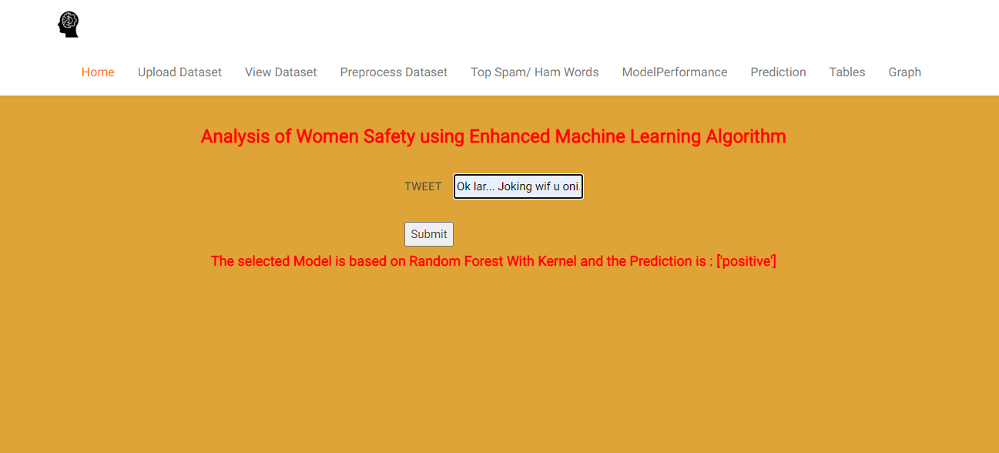 Home Upload Dataset View Dataset Preprocess Dataset Top Spam/ Ham Words ModelPerformance Prediction Tables Graph
Analysis of Women Safety using Enhanced Machine Learning Algorithm
TWEET Ok lar... Joking wif u oni.
Submit
The selected Model is based on Random Forest With Kernel and the Prediction is : ['positive']